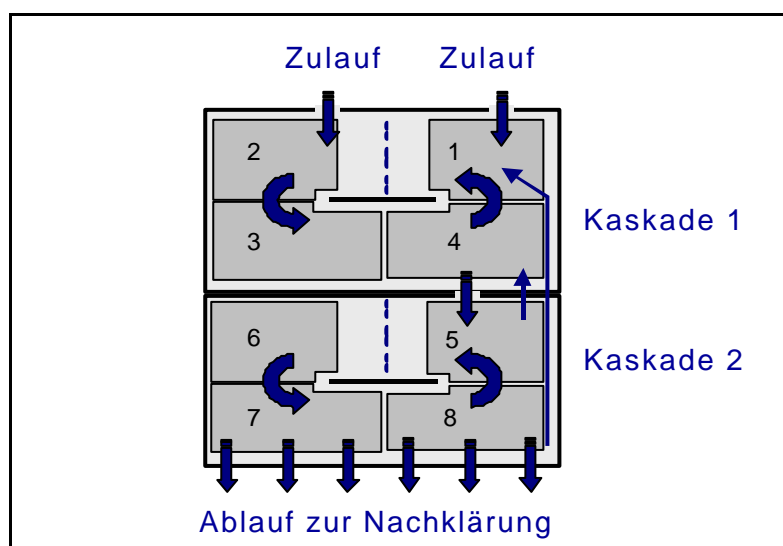 Zulauf Zulauf
2 1
3 4
Kaskade 1
6 5
Kaskade 2
7 8
Ablauf zur Nachklärung